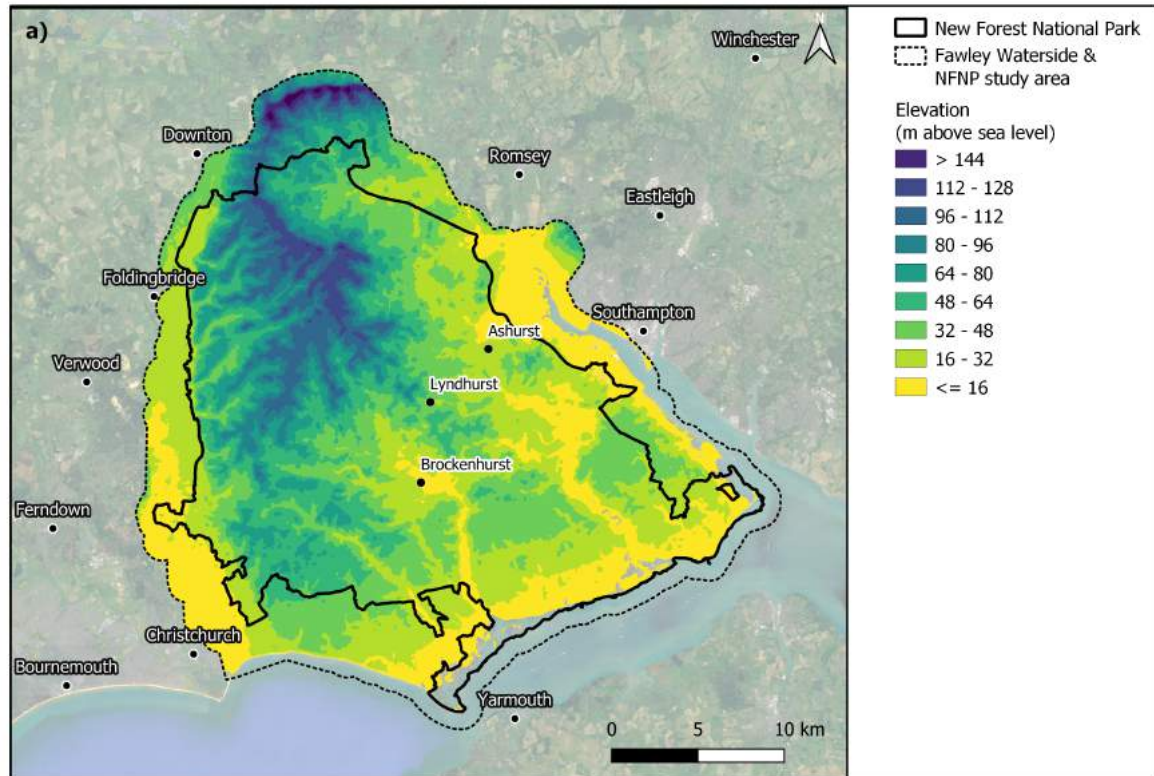 a)
N
Winchester
Downton
Romsey
Eastleigh
Foldingbridge
Southampton
Ashurst
Verwood
Lyndhurst
Brockenhurst
Ferndown
Christchurch
Bournemouth
Yarmouth
0 5 10 km
New Forest National Park
Fawley Waterside &
NFNP study area
Elevation
(m above sea level)
> 144
112 - 128
96 - 112
80 - 96
64 - 80
48 - 64
32 - 48
16 - 32
<= 16